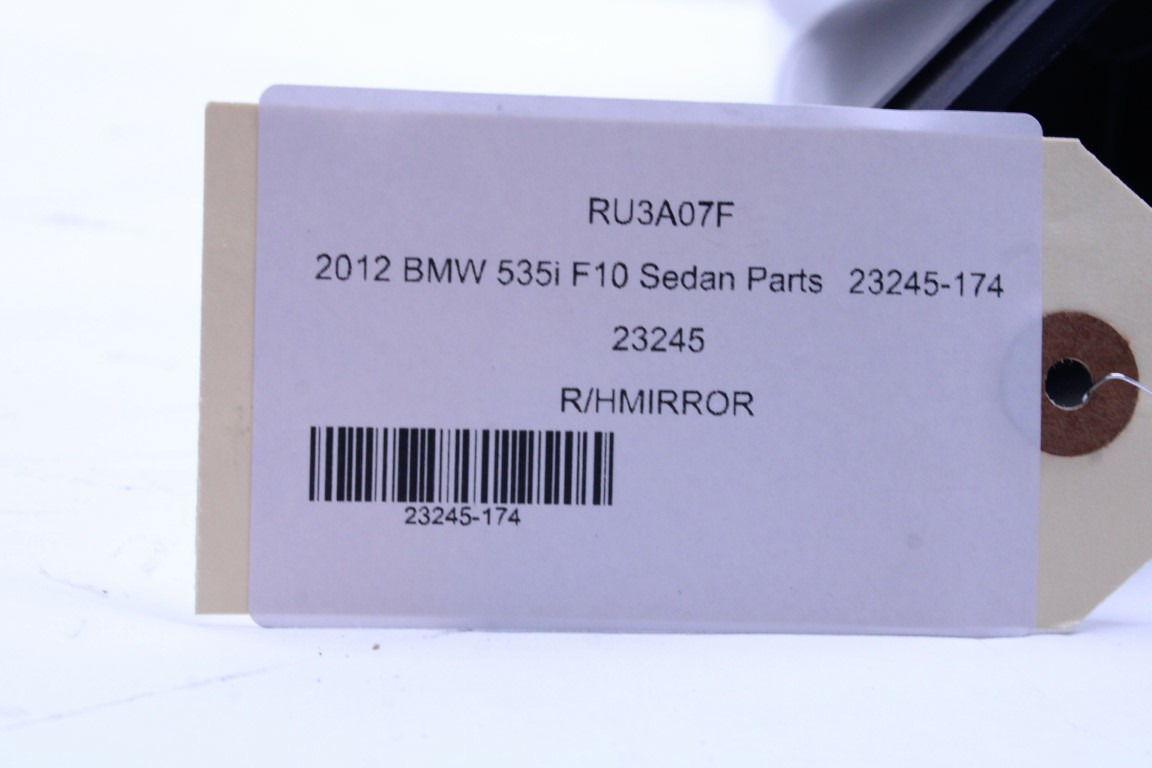 RU3A07F
2012 BMW 535i F10 Sedan Parts 23245-174
23245
R/HMIRROR
23245-174